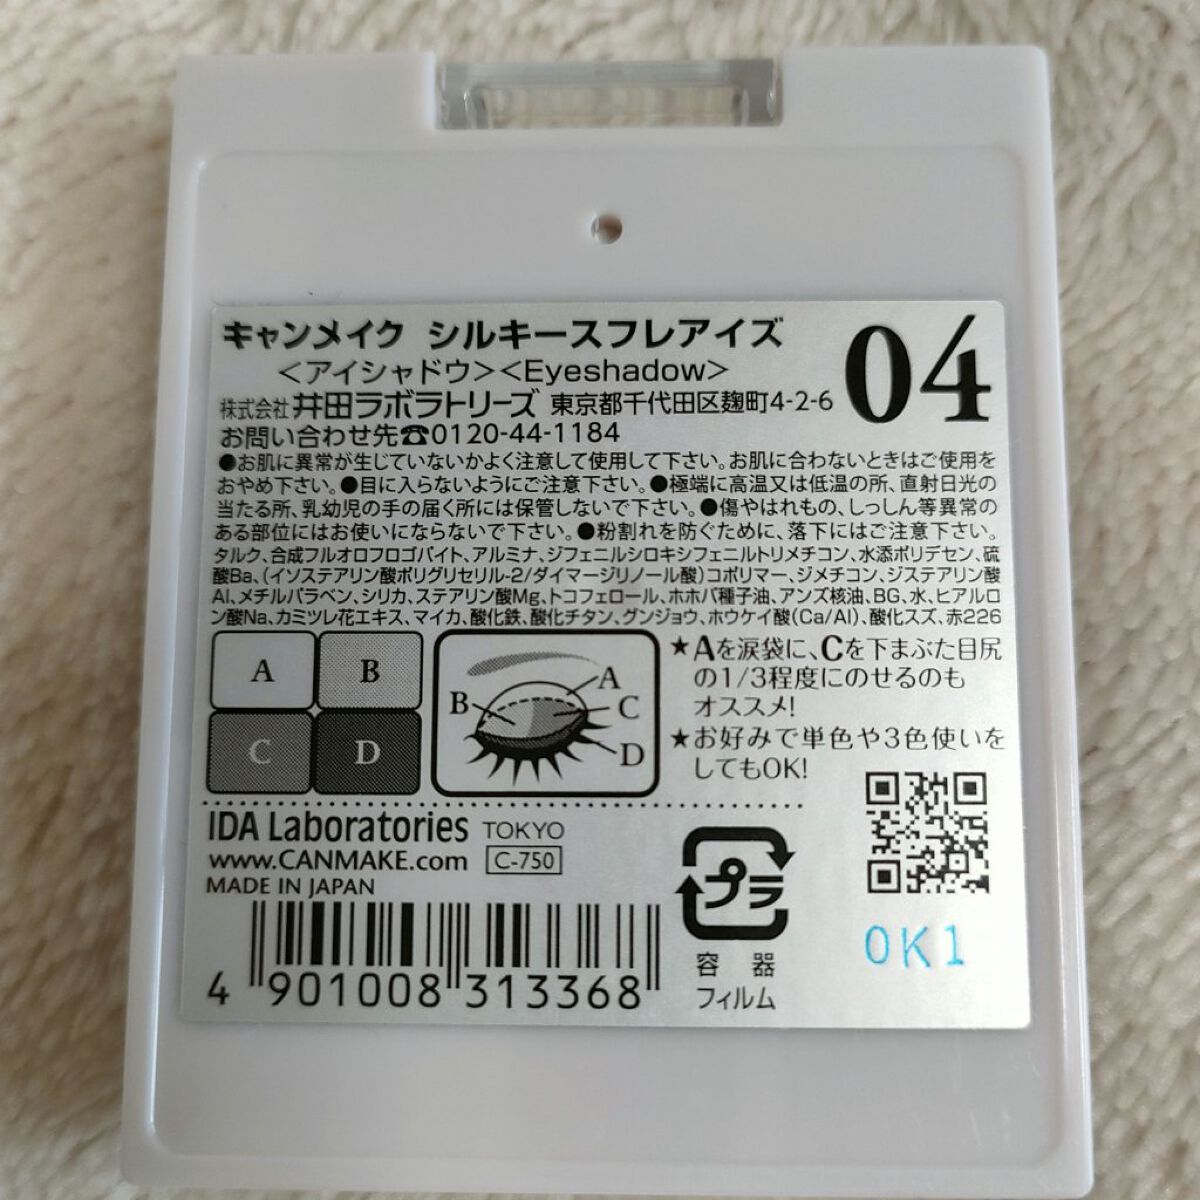 キャンメイク シルキースフレアイズ 04
＜アイシャドウ＞＜Eyeshadow＞
株式会社 井田ラボラトリーズ 東京都千代田区麹町4-2-6
お問い合わせ先☎0120-44-1184
●お肌に異常が生じていないかよく注意して使用して下さい。お肌に合わないときはご使用を
おやめ下さい。●目に入らないようにご注意下さい。●極端に高温又は低温の所、直射日光の
当たる所、乳幼児の手の届く所には保管しないで下さい。●傷やはれもの、しっしん等異常の
ある部位にはお使いにならないで下さい。●粉割れを防ぐために、落下にはご注意下さい。
タルク、合成フルオロフロゴパイト、アルミナ、ジフェニルシロキシフェニルトリメチコン、水添ポリデセン、硫
酸Ba、(イソステアリン酸ポリグリセリル-2/ダイマージリノール酸)コポリマー、ジメチコン、ジステアリン酸
Al、メチルパラベン、シリカ、ステアリン酸Mg、トコフェロール、ホホバ種子油、アンズ核油、BG、水、ヒアルロ
ン酸Na、カミツレ花エキス、マイカ、酸化鉄、酸化チタン、グンジョウ、ホウケイ酸(Ca/Al)、酸化スズ、赤226
A B
C D
A
B
C
D
★Aを涙袋に、Cを下まぶた目尻
の1/3程度にのせるのも
オススメ!
★お好みで単色や3色使いを
してもOK!
IDA Laboratories TOKYO
www.CANMAKE.com C-750
MADE IN JAPAN
4 901008 313368
プラ
容器
フィルム
0K1